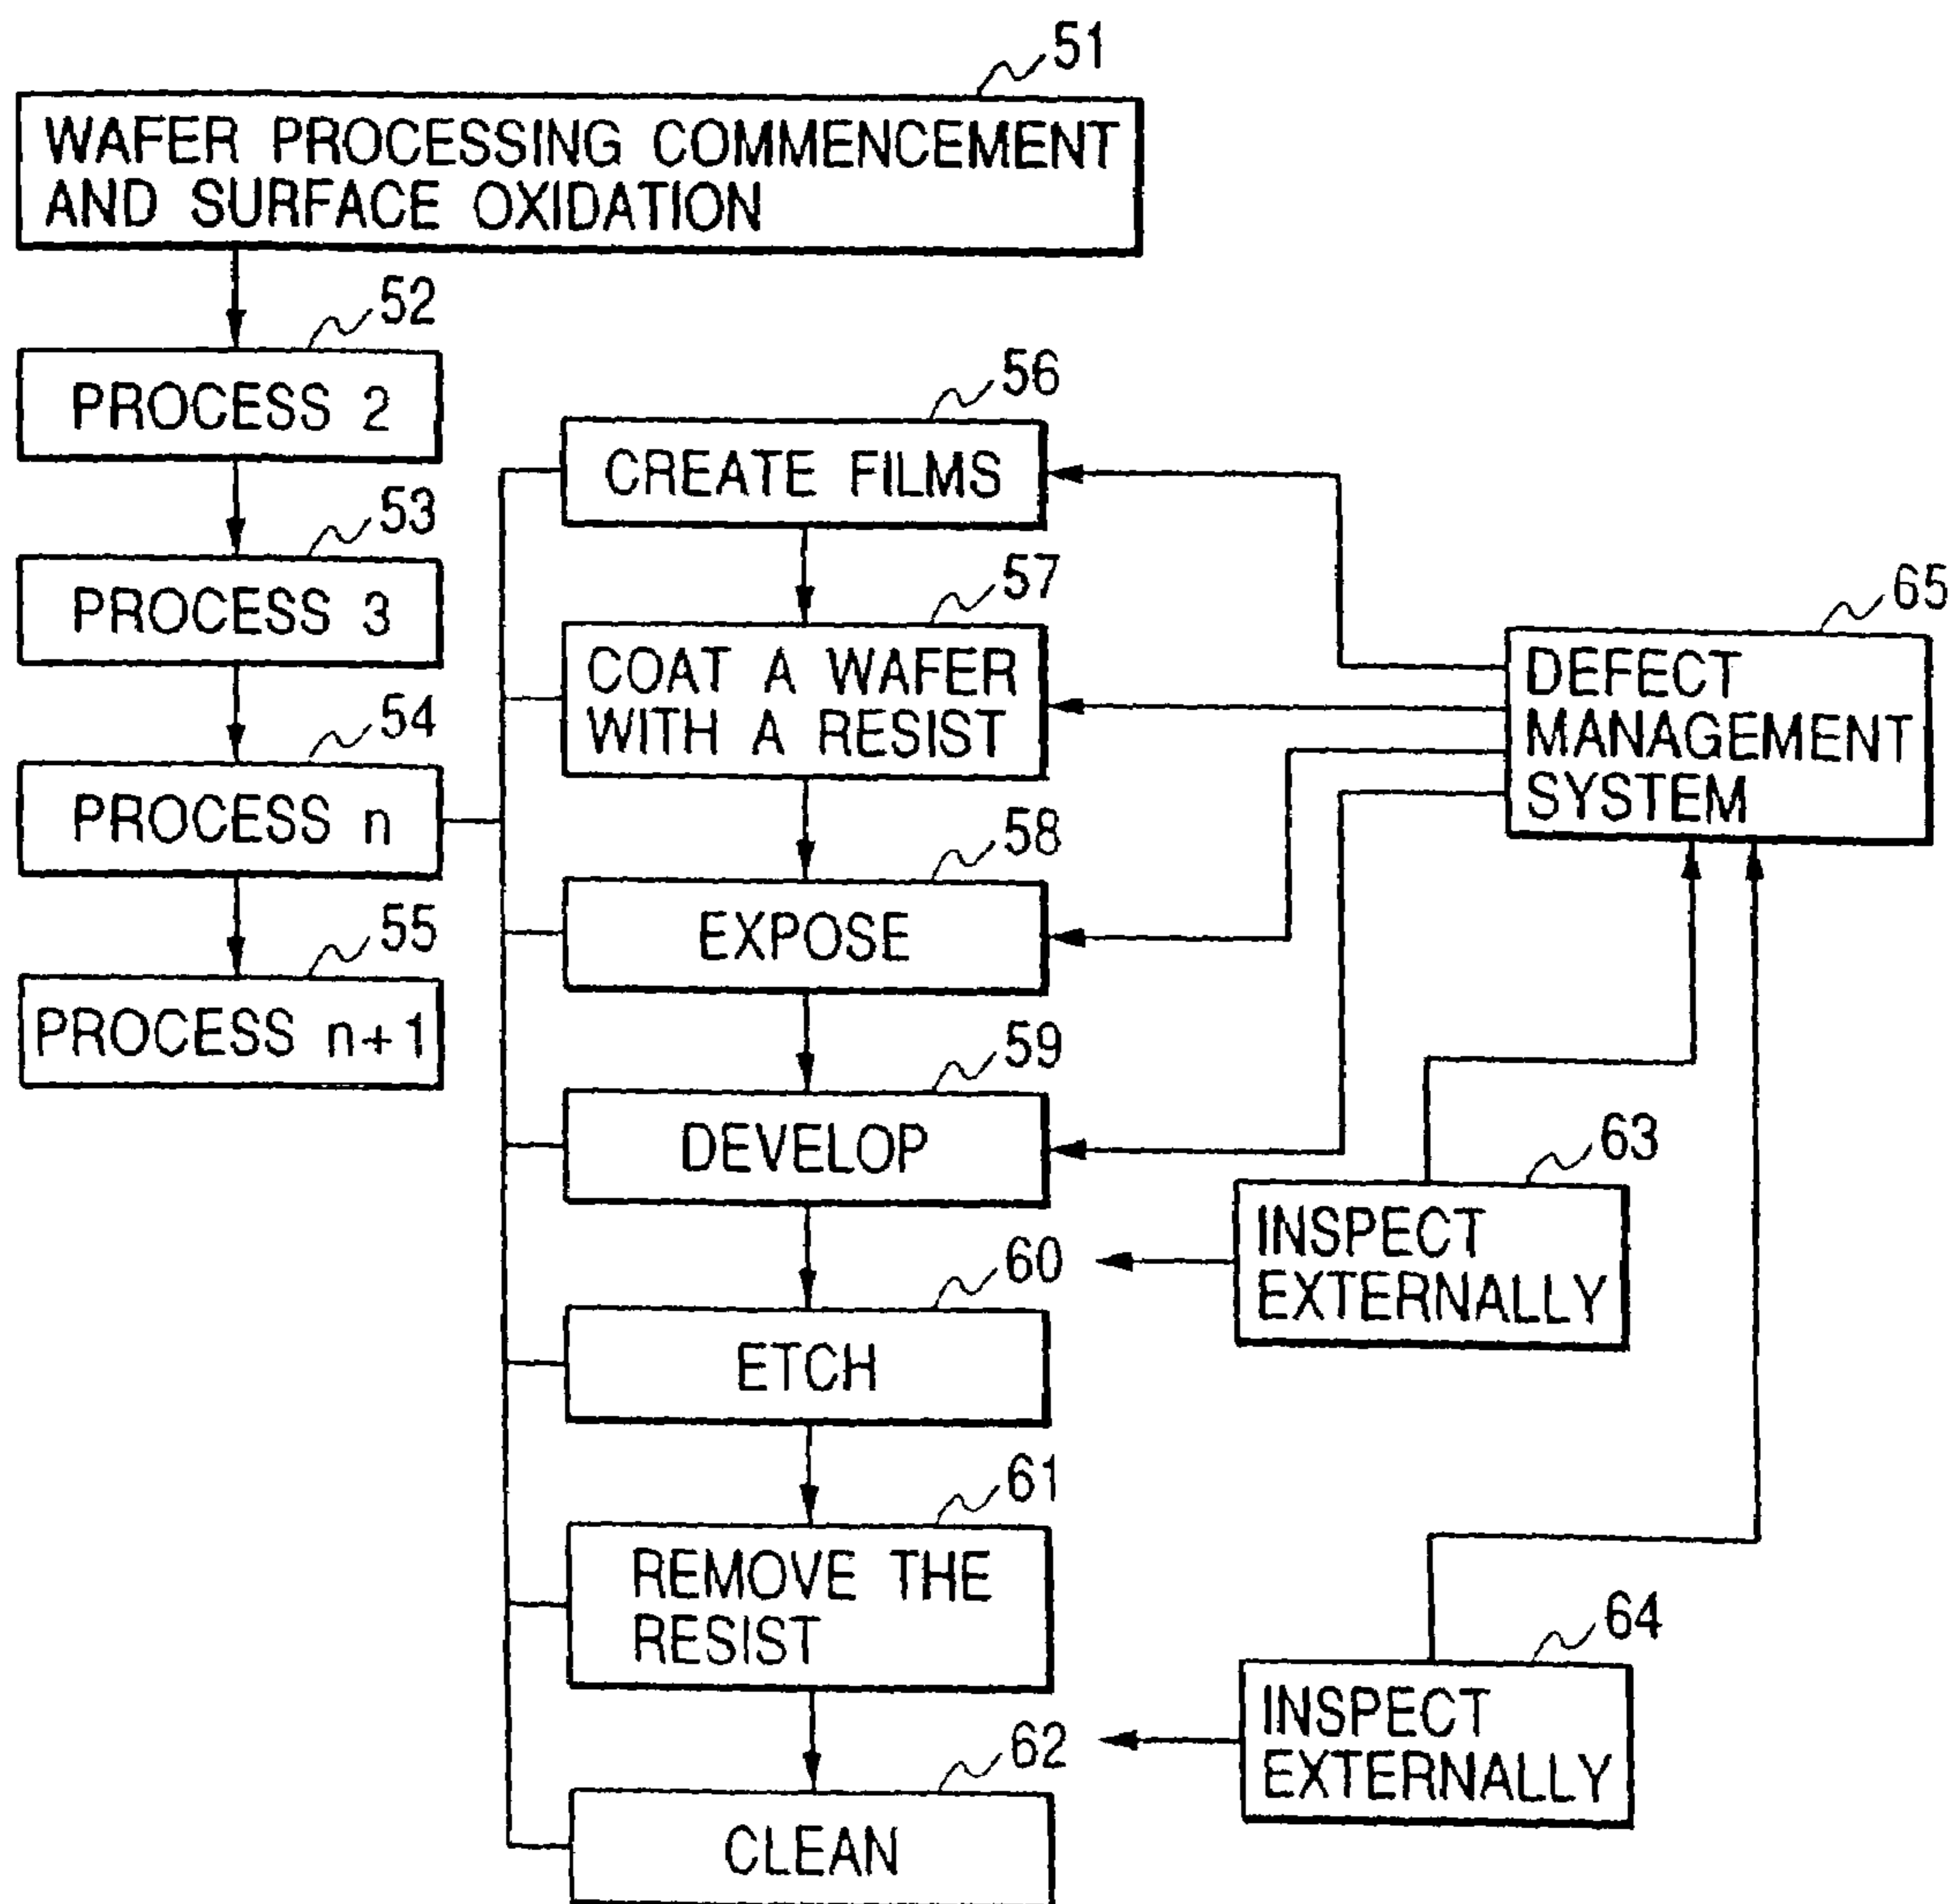 51
WAFER PROCESSING COMMENCEMENT
AND SURFACE OXIDATION
52
PROCESS 2
53
PROCESS 3
54
PROCESS n
55
PROCESS n+1
56
CREATE FILMS
57
COAT A WAFER
WITH A RESIST
58
EXPOSE
59
DEVELOP
60
ETCH
61
REMOVE THE
RESIST
62
CLEAN
65
DEFECT
MANAGEMENT
SYSTEM
63
INSPECT
EXTERNALLY
64
INSPECT
EXTERNALLY